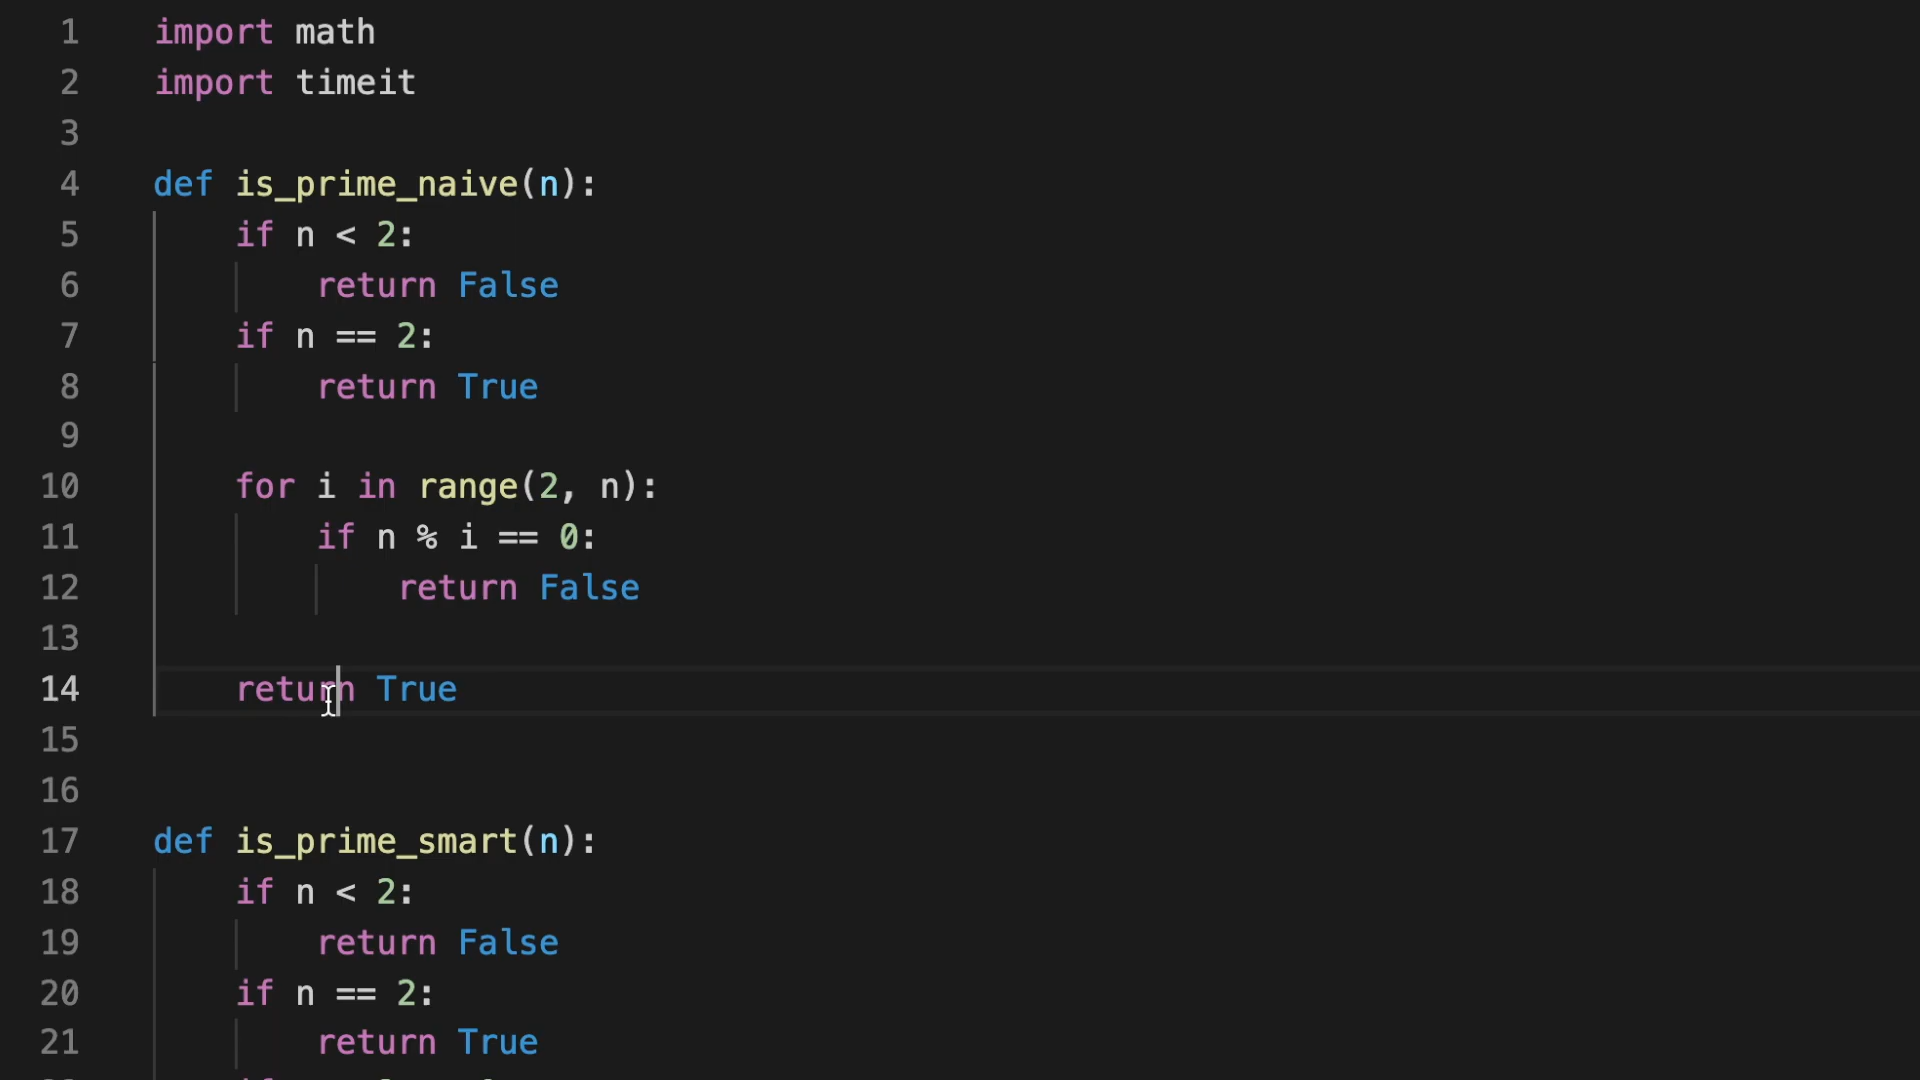 1 import math
2 import timeit
3
4 def is_prime_naive(n):
5     if n < 2:
6         return False
7     if n == 2:
8         return True
9
10     for i in range(2, n):
11         if n % i == 0:
12             return False
13
14     return True
15
16
17 def is_prime_smart(n):
18     if n < 2:
19         return False
20     if n == 2:
21         return True